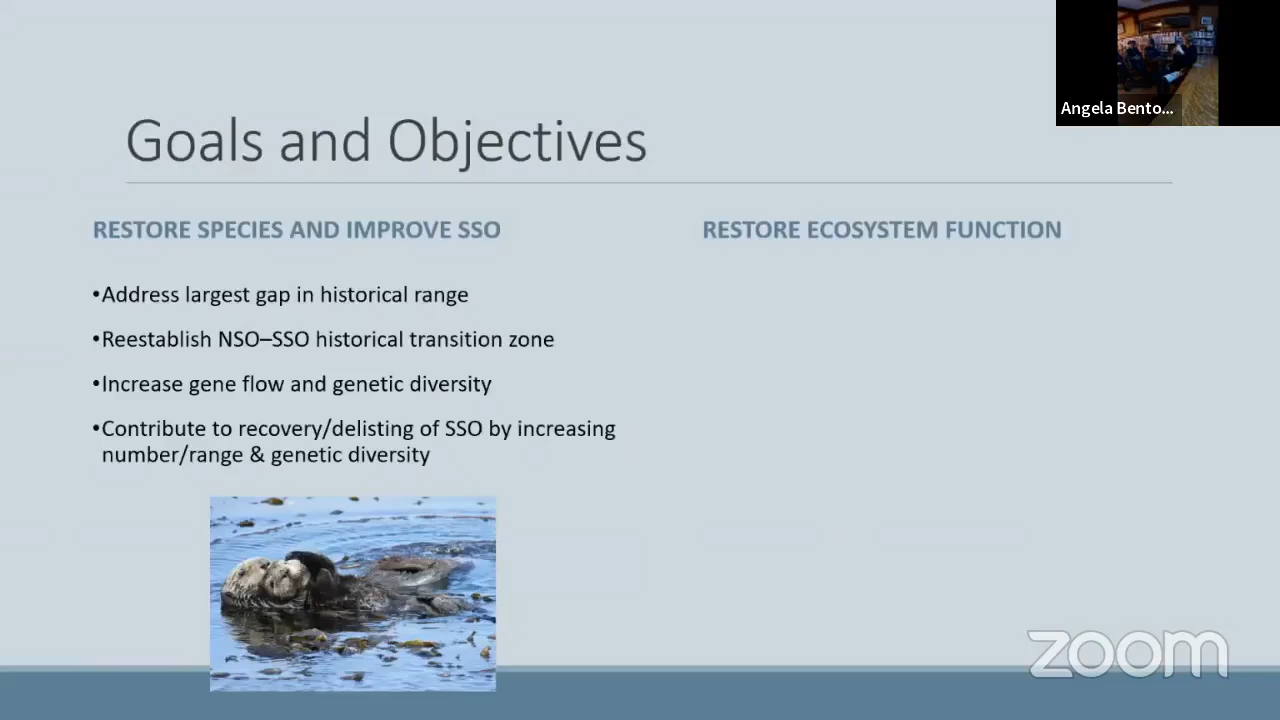 Angela Bento...
Goals and Objectives
RESTORE SPECIES AND IMPROVE SSO
•Address largest gap in historical range
•Reestablish NSO–SSO historical transition zone
•Increase gene flow and genetic diversity
•Contribute to recovery/delisting of SSO by increasing
number/range & genetic diversity
RESTORE ECOSYSTEM FUNCTION
zoom